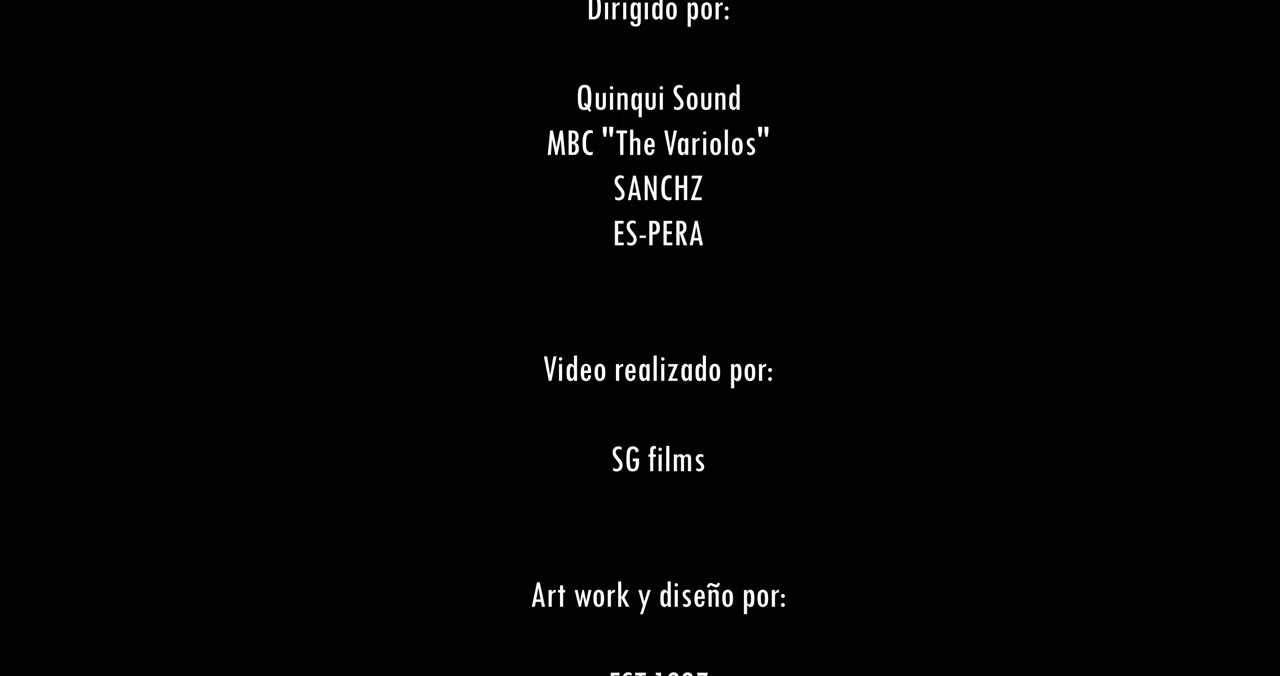 Dirigido por:
Quinqui Sound
MBC "The Variolos"
SANCHZ
ES-PERA
Video realizado por:
SG films
Art work y diseño por: